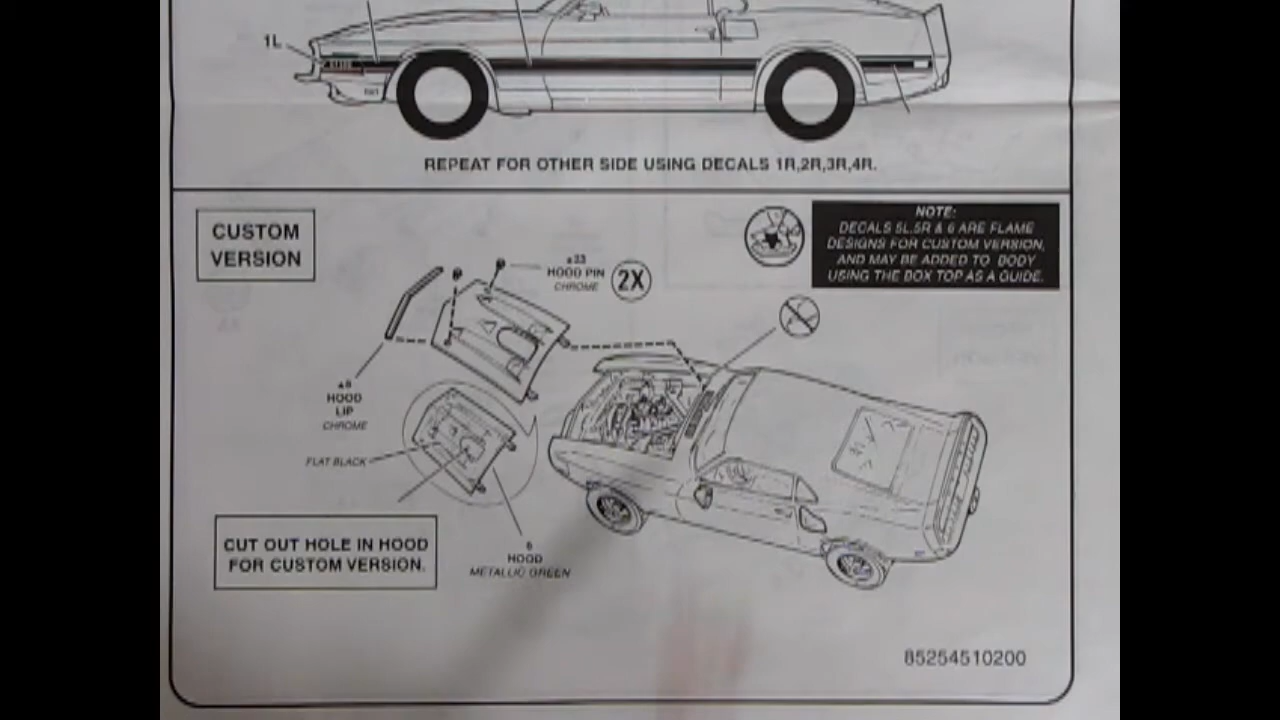 1L
REPEAT FOR OTHER SIDE USING DECALS 1R,2R,3R,4R.
CUSTOM
VERSION
NOTE:
DECALS 5L,5R & 6 ARE FLAME
DESIGNS FOR CUSTOM VERSION,
AND MAY BE ADDED TO BODY
USING THE BOX TOP AS A GUIDE.
HOOD PIN
CHROME
2X
HOOD
LIP
CHROME
FLAT BLACK
CUT OUT HOLE IN HOOD
FOR CUSTOM VERSION.
6
HOOD
METALLIC GREEN
85254510200